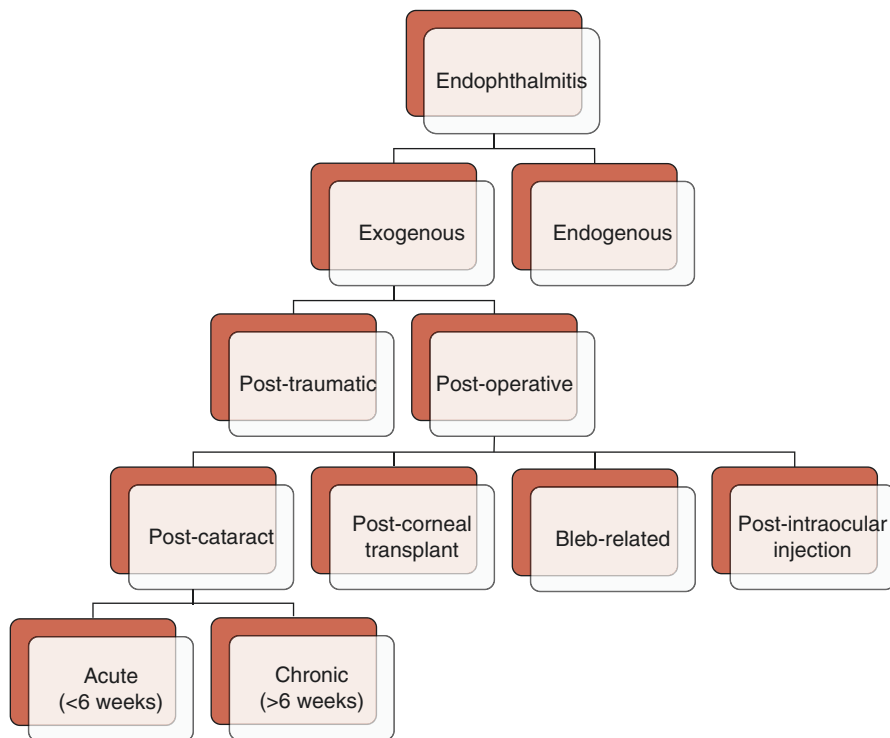 Endophthalmitis
Exogenous
Endogenous
Post-traumatic
Post-operative
Post-cataract
Post-corneal
transplant
Bleb-related
Post-intraocular
injection
Acute
(<6 weeks)
Chronic
(>6 weeks)